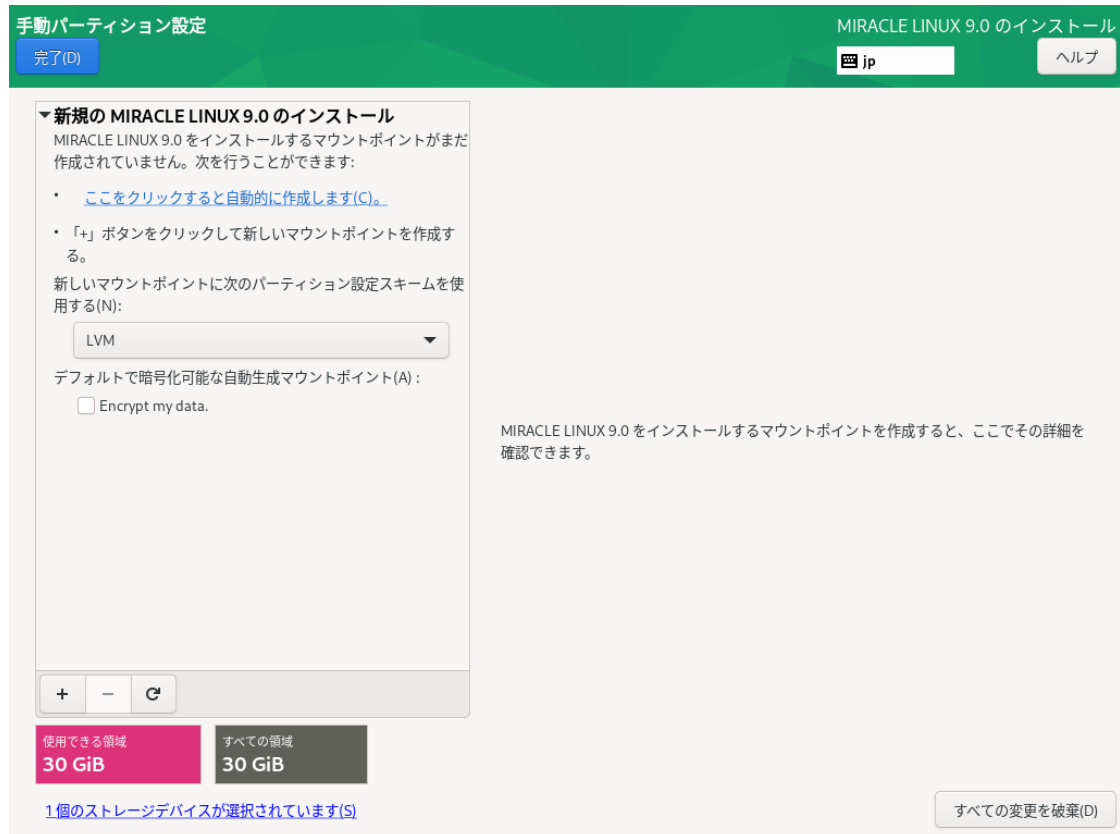 手動パーティション設定
MIRACLE LINUX 9.0 のインストール
完了(D)
jp
ヘルプ
新規の MIRACLE LINUX 9.0 のインストール
MIRACLE LINUX 9.0 をインストールするマウントポイントがまだ
作成されていません。次を行うことができます:
• ここをクリックすると自動的に作成します(C)。
• 「+」ボタンをクリックして新しいマウントポイントを作成す
る。
新しいマウントポイントに次のパーティション設定スキームを使
用する(N):
LVM
デフォルトで暗号化可能な自動生成マウントポイント(A) :
Encrypt my data.
MIRACLE LINUX 9.0 をインストールするマウントポイントを作成すると、ここでその詳細を
確認できます。
+ −
使用できる領域
30 GiB
すべての領域
30 GiB
1 個のストレージデバイスが選択されています(S)
すべての変更を破棄(D)